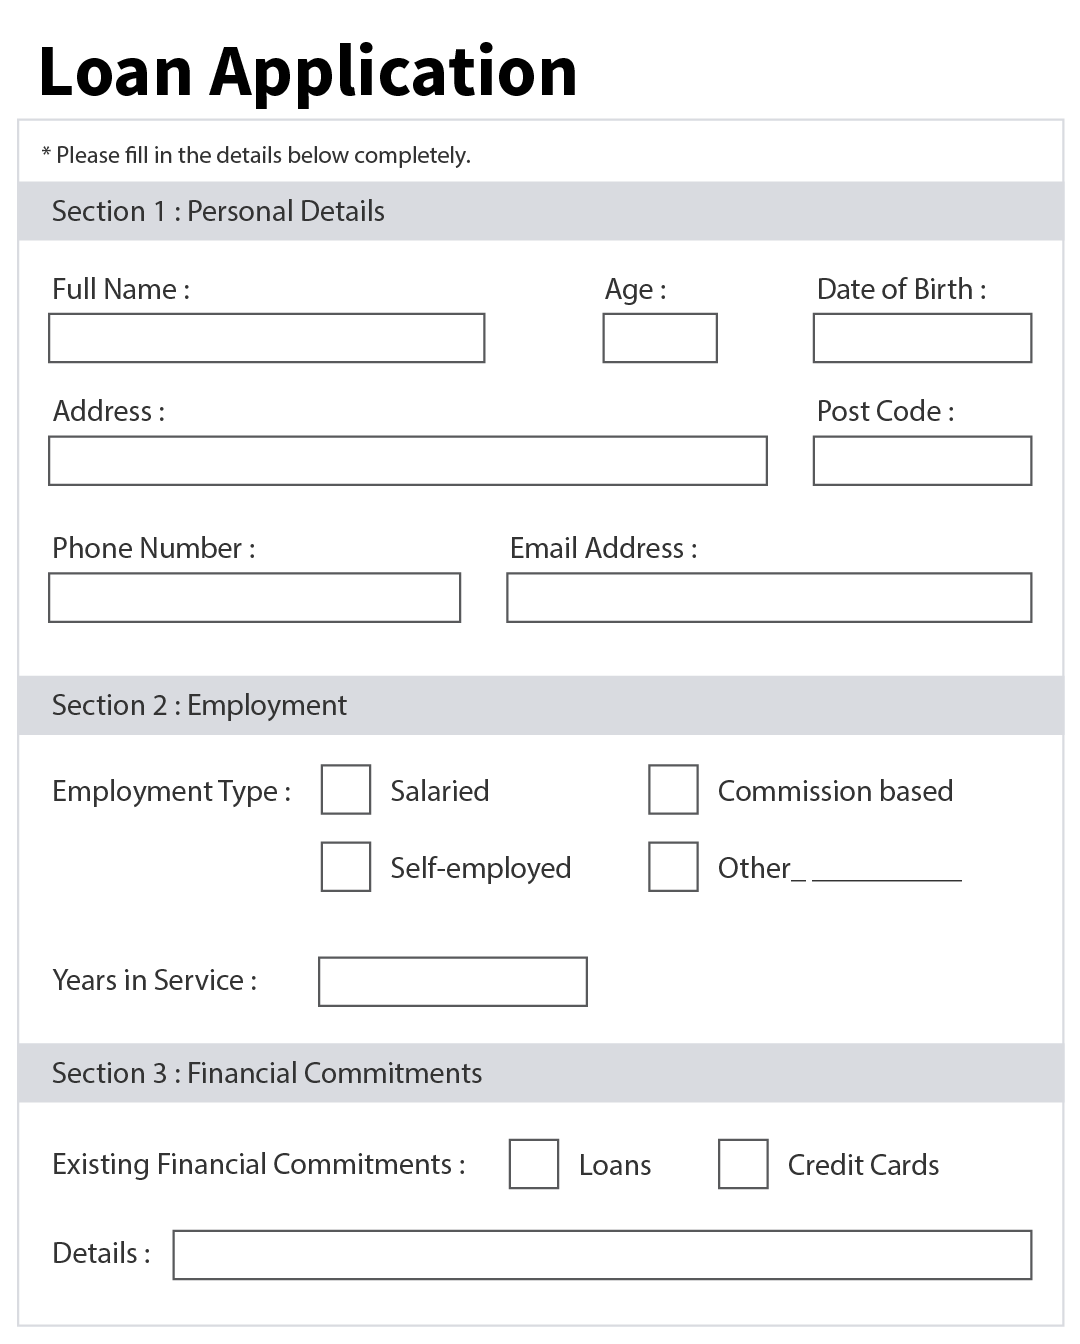 Loan Application
* Please fill in the details below completely.
Section 1 : Personal Details
Full Name : Age : Date of Birth :
Address : Post Code :
Phone Number : Email Address :
Section 2 : Employment
Employment Type : Salaried Commission based
Self-employed Other_ __________
Years in Service :
Section 3 : Financial Commitments
Existing Financial Commitments : Loans Credit Cards
Details :